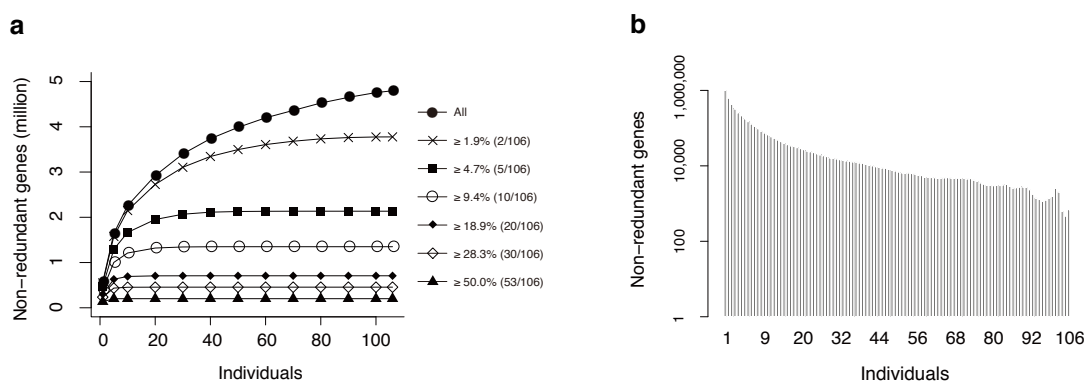 a
Non−redundant genes (million)
5
4
3
2
1
0
0
20
40
60
80
100
Individuals
All
≥ 1.9% (2/106)
≥ 4.7% (5/106)
≥ 9.4% (10/106)
≥ 18.9% (20/106)
≥ 28.3% (30/106)
≥ 50.0% (53/106)
b
Non−redundant genes
1,000,000
10,000
100
1
1
9
20
32
44
56
68
80
92
106
Individuals